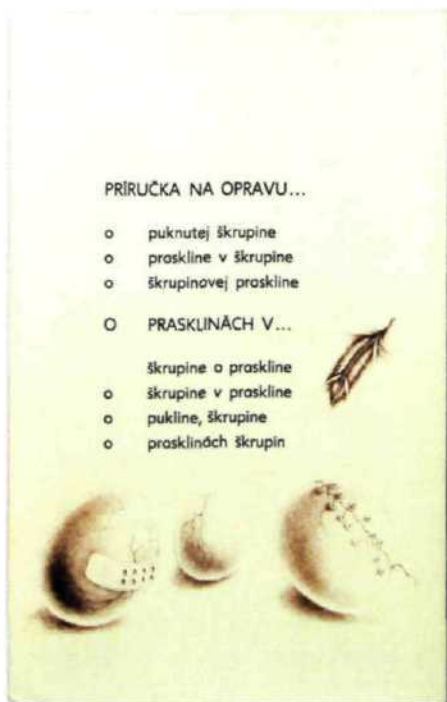 PRÍRUČKA NA OPRAVU...
o puknutej škrupine
o praskline v škrupine
o škrupinovej praskline
O PRASKLINÁCH V...
škrupine o praskline
o škrupine v praskline
o pukline, škrupine
o prasklinách škrupín